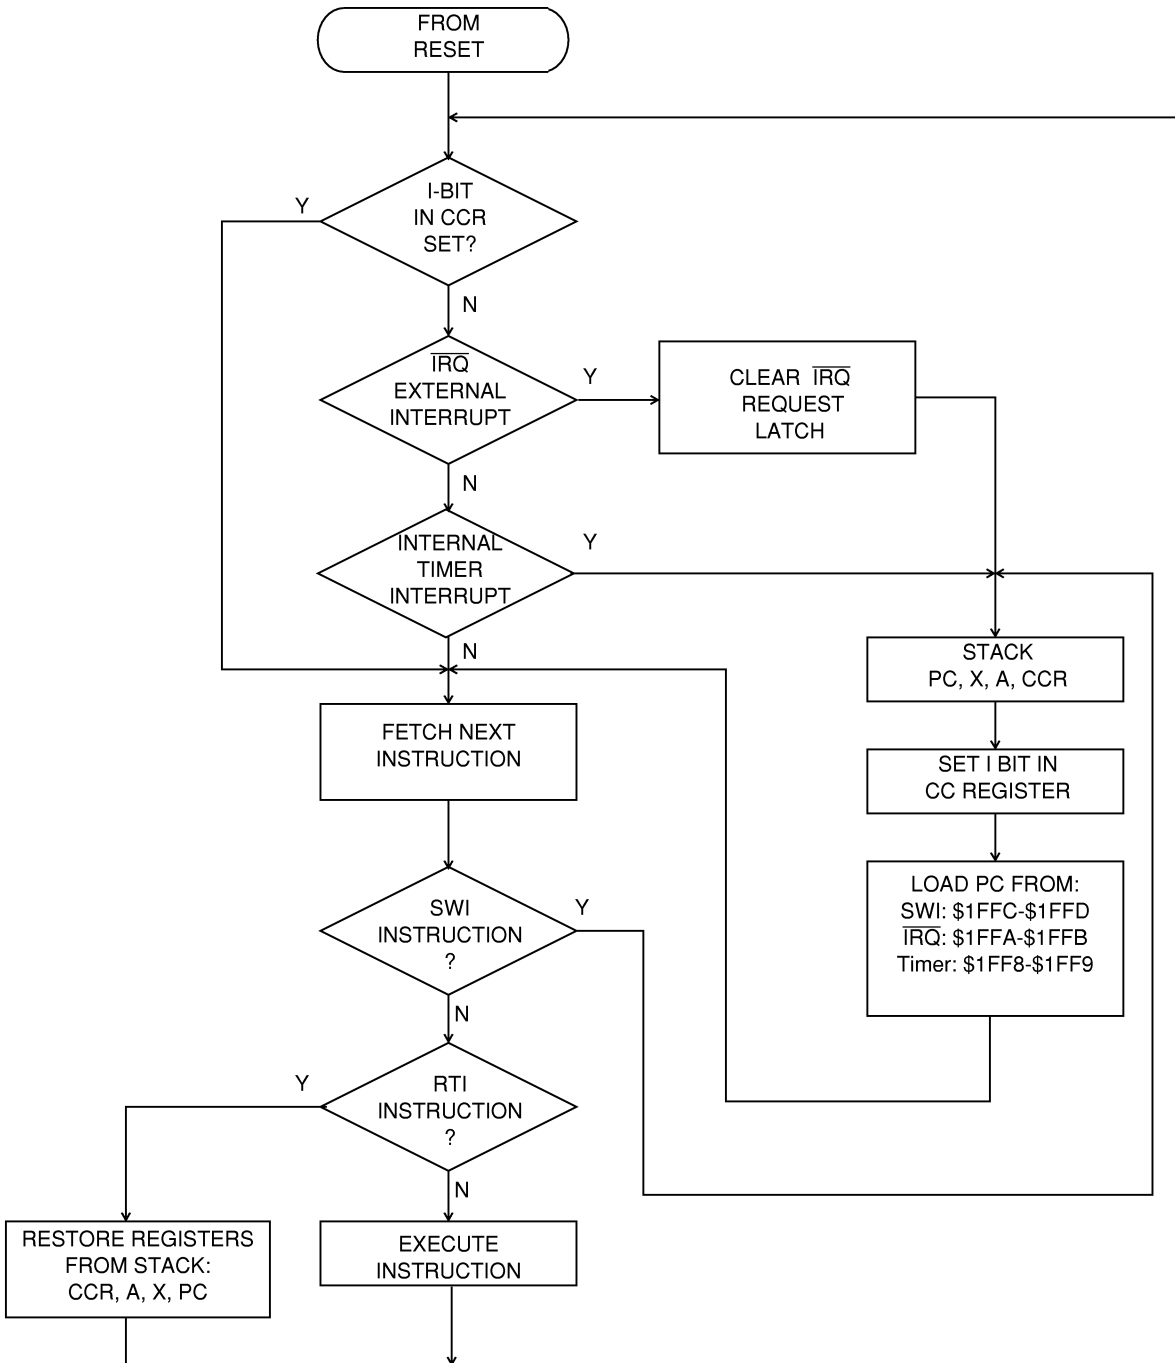 FROM
RESET
I-BIT
IN CCR
SET?
Y
N
IRQ
EXTERNAL
INTERRUPT
Y
CLEAR IRQ
REQUEST
LATCH
N
INTERNAL
TIMER
INTERRUPT
Y
N
STACK
PC, X, A, CCR
FETCH NEXT
INSTRUCTION
SET I BIT IN
CC REGISTER
LOAD PC FROM:
SWI: $1FFC-$1FFD
IRQ: $1FFA-$1FFB
Timer: $1FF8-$1FF9
SWI
INSTRUCTION
?
Y
N
RTI
INSTRUCTION
?
Y
N
RESTORE REGISTERS
FROM STACK:
CCR, A, X, PC
EXECUTE
INSTRUCTION